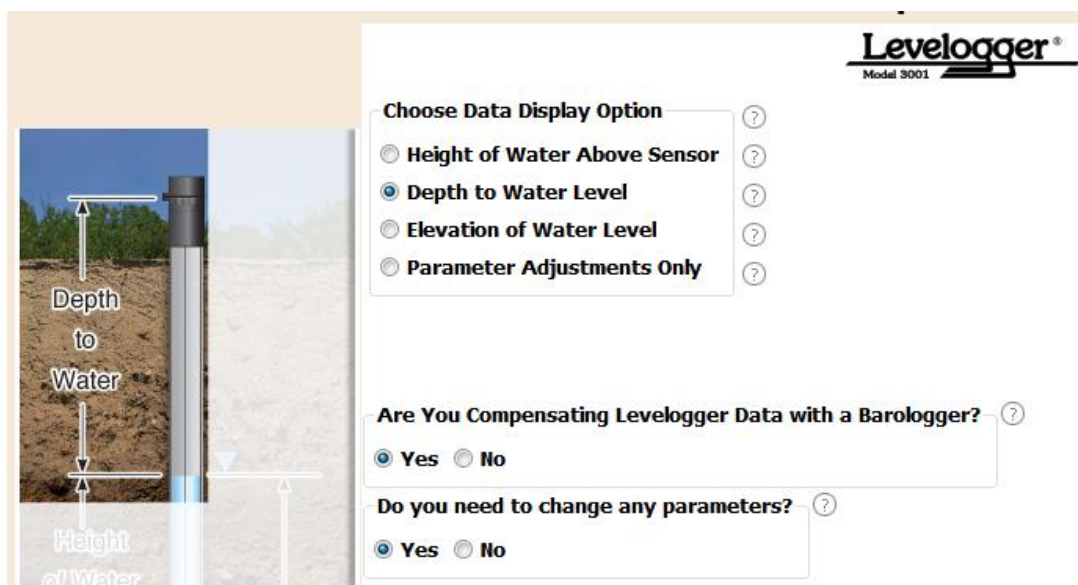 Levelogger®
Model 3001
Choose Data Display Option ?
Height of Water Above Sensor ?
Depth to Water Level ?
Elevation of Water Level ?
Parameter Adjustments Only ?
Depth
to
Water
Height
of Water
Are You Compensating Levelogger Data with a Barologger? ?
Yes No
Do you need to change any parameters? ?
Yes No